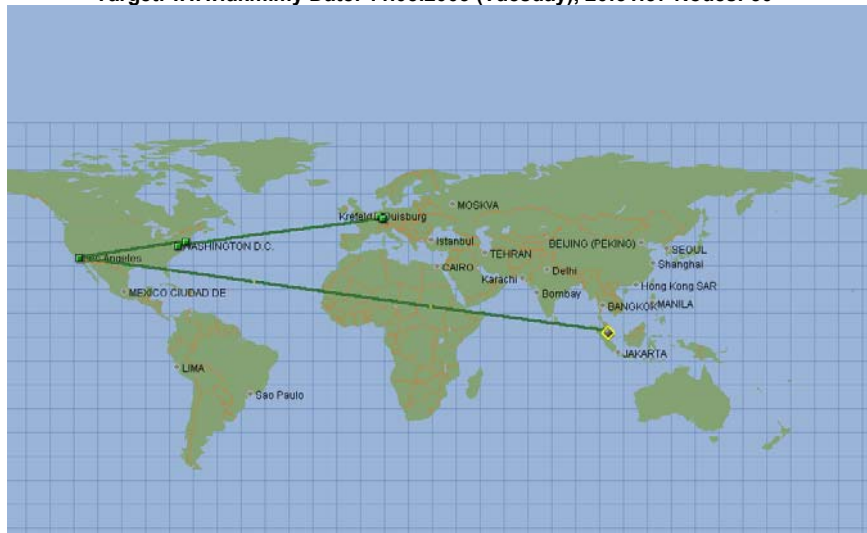 MOSKVA
Krefeld Duisburg
WASHINGTON D.C.
Istanbul
BEIJING (PEKING)
SEOUL
TEHRAN
Shanghai
Los Angeles
CAIRO
Delhi
Karachi
Hong Kong SAR
MEXICO CIUDAD DE
Bombay
BANGKOK
MANILA
JAKARTA
LIMA
Sao Paulo